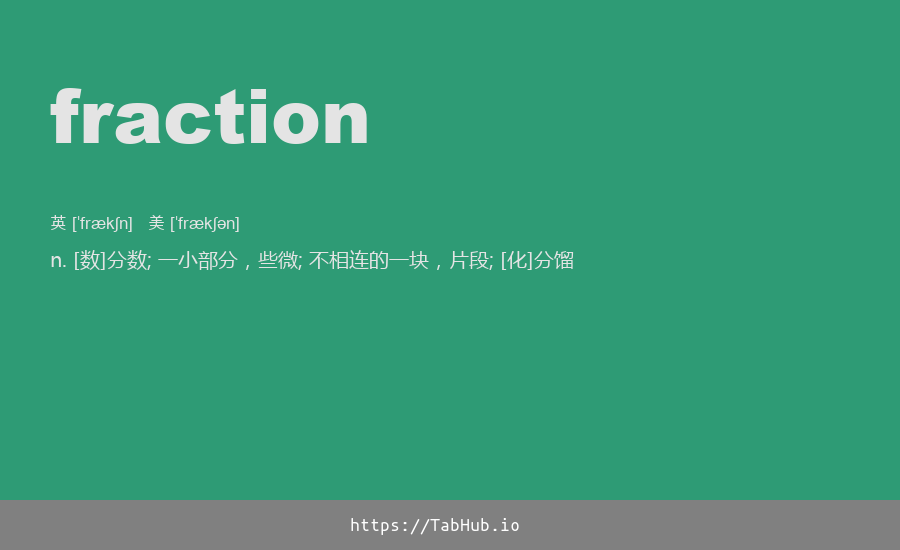 fraction
英 [ˈfrækʃn] 美 [ˈfrækʃən]
n. [数]分数; 一小部分，些微; 不相连的一块，片段; [化]分馏
https://TabHub.io